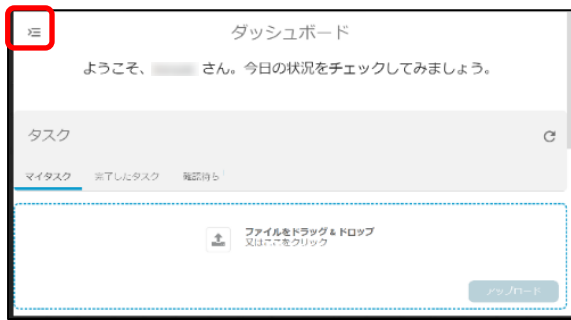 ダッシュボード
ようこそ、 さん。今日の状況をチェックしてみましょう。
タスク
マイタスク 完了したタスク 確認待ち
ファイルをドラッグ&ドロップ
又はここをクリック
アップロード